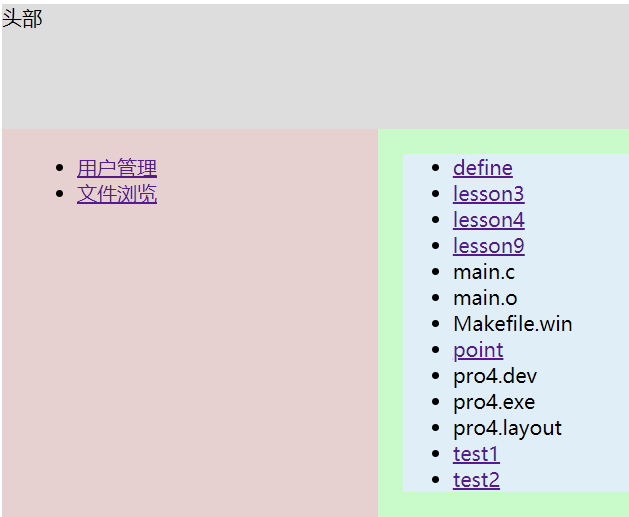 头部
用户管理
文件浏览
define
lesson3
lesson4
lesson9
main.c
main.o
Makefile.win
point
pro4.dev
pro4.exe
pro4.layout
test1
test2